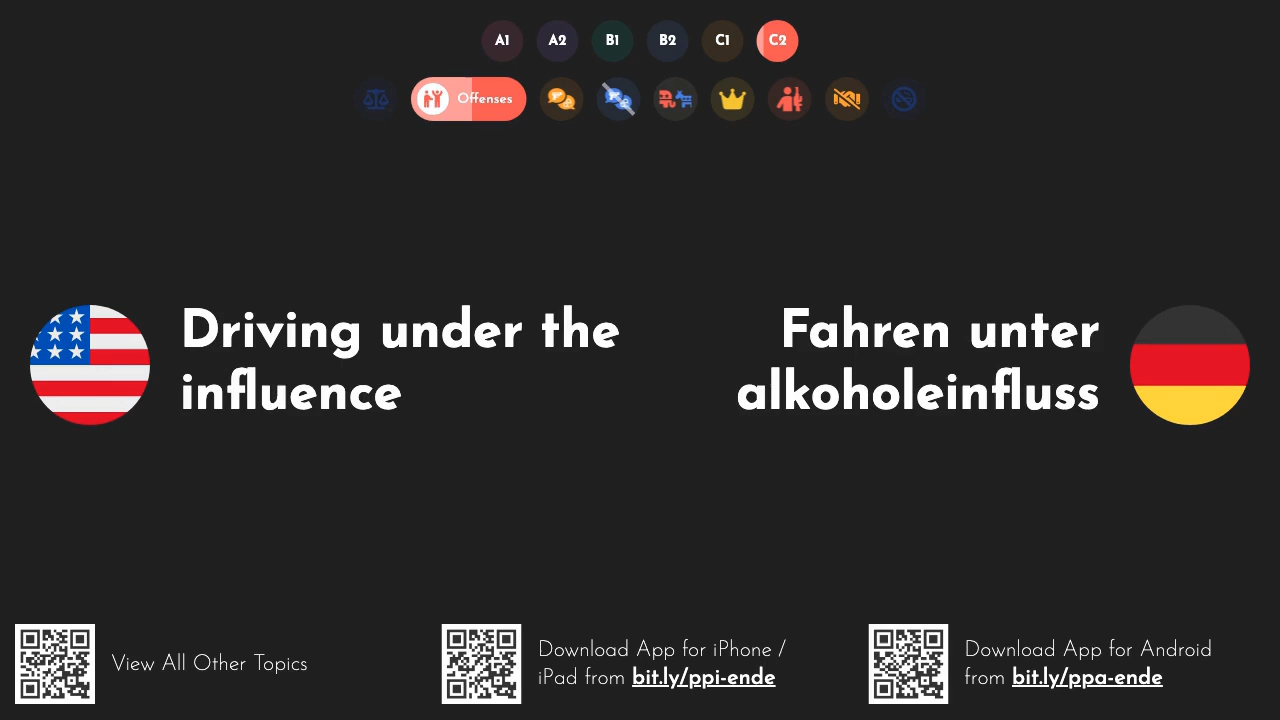 A1 A2 B1 B2 C1 C2
Offenses
Driving under the
influence
Fahren unter
alkoholeinfluss
View All Other Topics
Download App for iPhone /
iPad from bit.ly/ppi-ende
Download App for Android
from bit.ly/ppa-ende